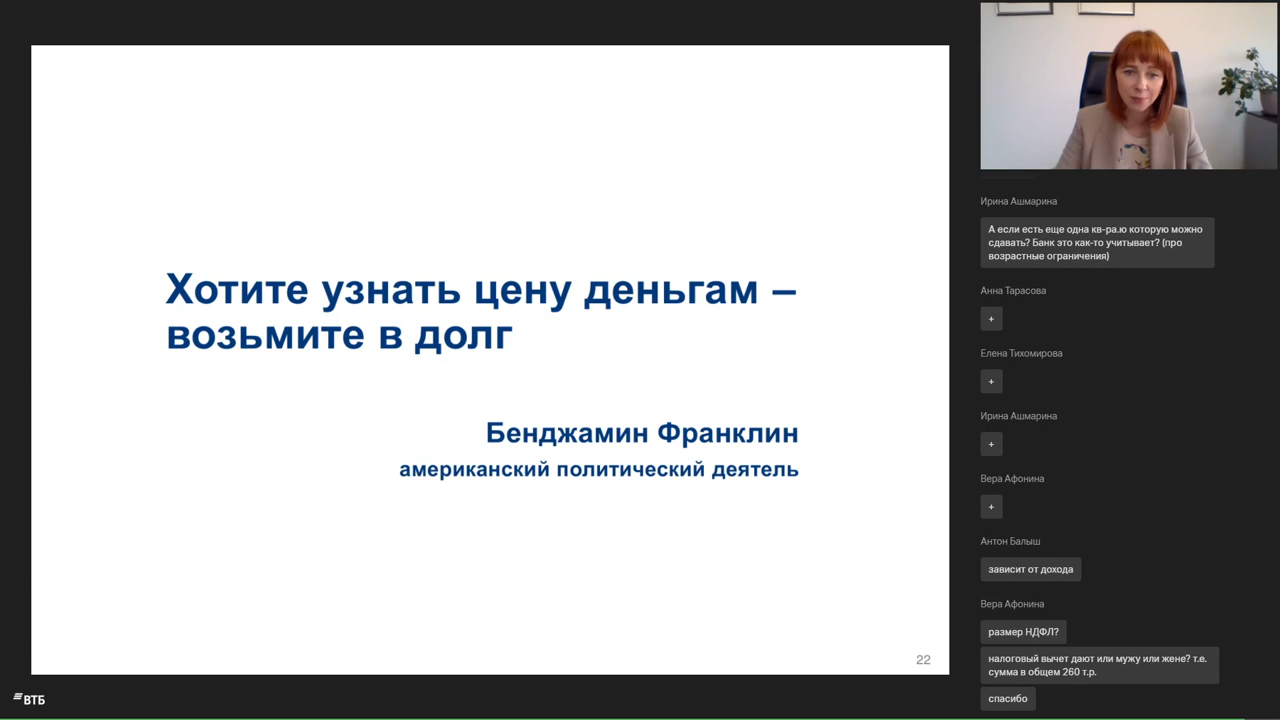 Хотите узнать цену деньгам –
возьмите в долг
Бенджамин Франклин
американский политический деятель
22
ВТБ
Ирина Ашмарина
А если есть еще одна кв-ра.ю которую можно
сдавать? Банк это как-то учитывает? (про
возрастные ограничения)
Анна Тарасова
+
Елена Тихомирова
+
Ирина Ашмарина
+
Вера Афонина
+
Антон Балыш
зависит от дохода
Вера Афонина
размер НДФЛ?
налоговый вычет дают или мужу или жене? т.е.
сумма в общем 260 т.р.
спасибо